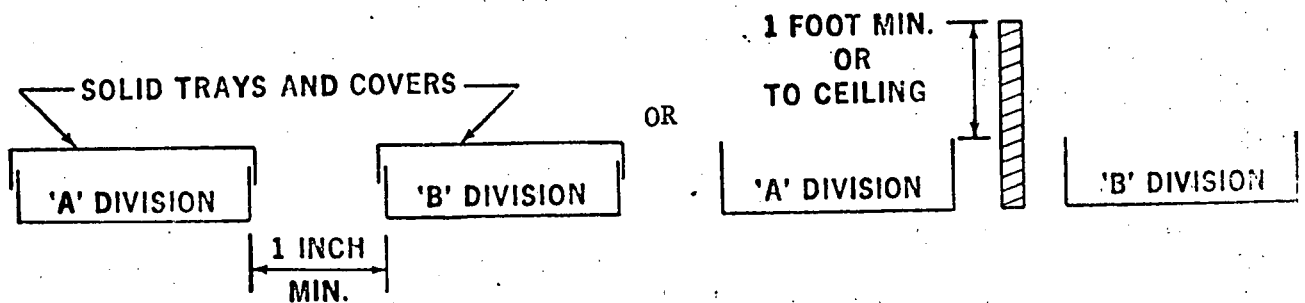 SOLID TRAYS AND COVERS
'A' DIVISION
'B' DIVISION
1 INCH
MIN.
OR
1 FOOT MIN.
OR
TO CEILING
'A' DIVISION
'B' DIVISION